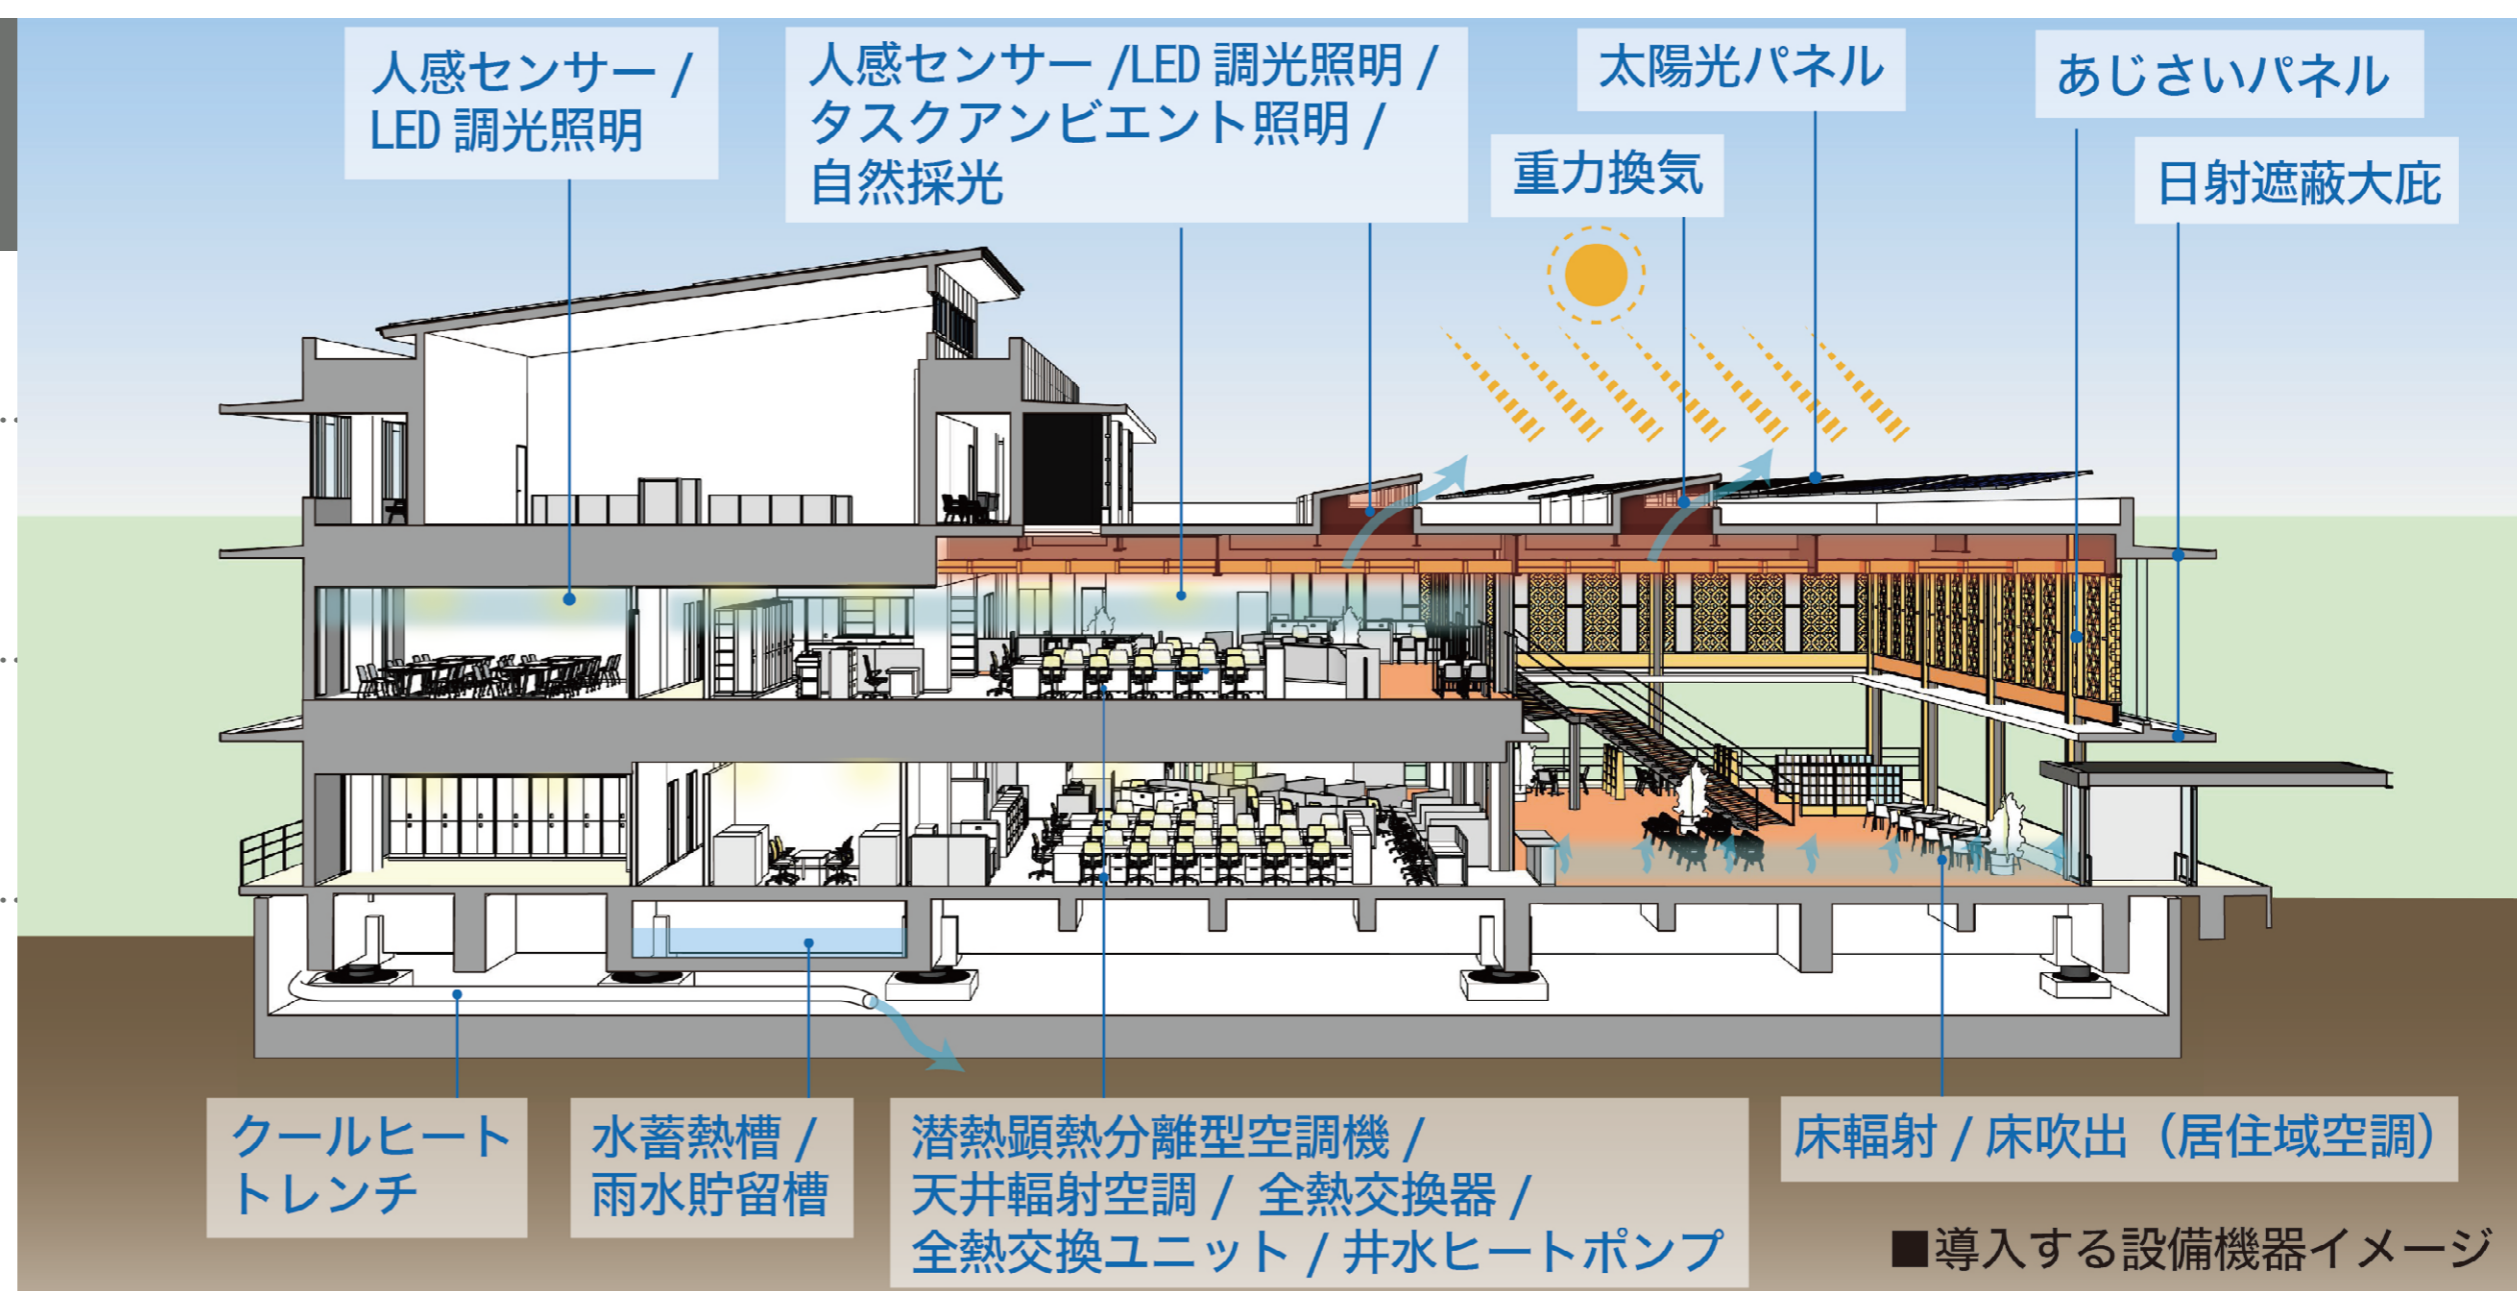 人感センサー /
LED 調光照明
人感センサー /LED 調光照明 /
タスクアンビエント照明 /
自然採光
太陽光パネル
重力換気
あじさいパネル
日射遮蔽大庇
クールヒート
トレンチ
水蓄熱槽 /
雨水貯留槽
潜熱顕熱分離型空調機 /
天井輻射空調 / 全熱交換器 /
全熱交換ユニット / 井水ヒートポンプ
床輻射 / 床吹出（居住域空調）
■導入する設備機器イメージ